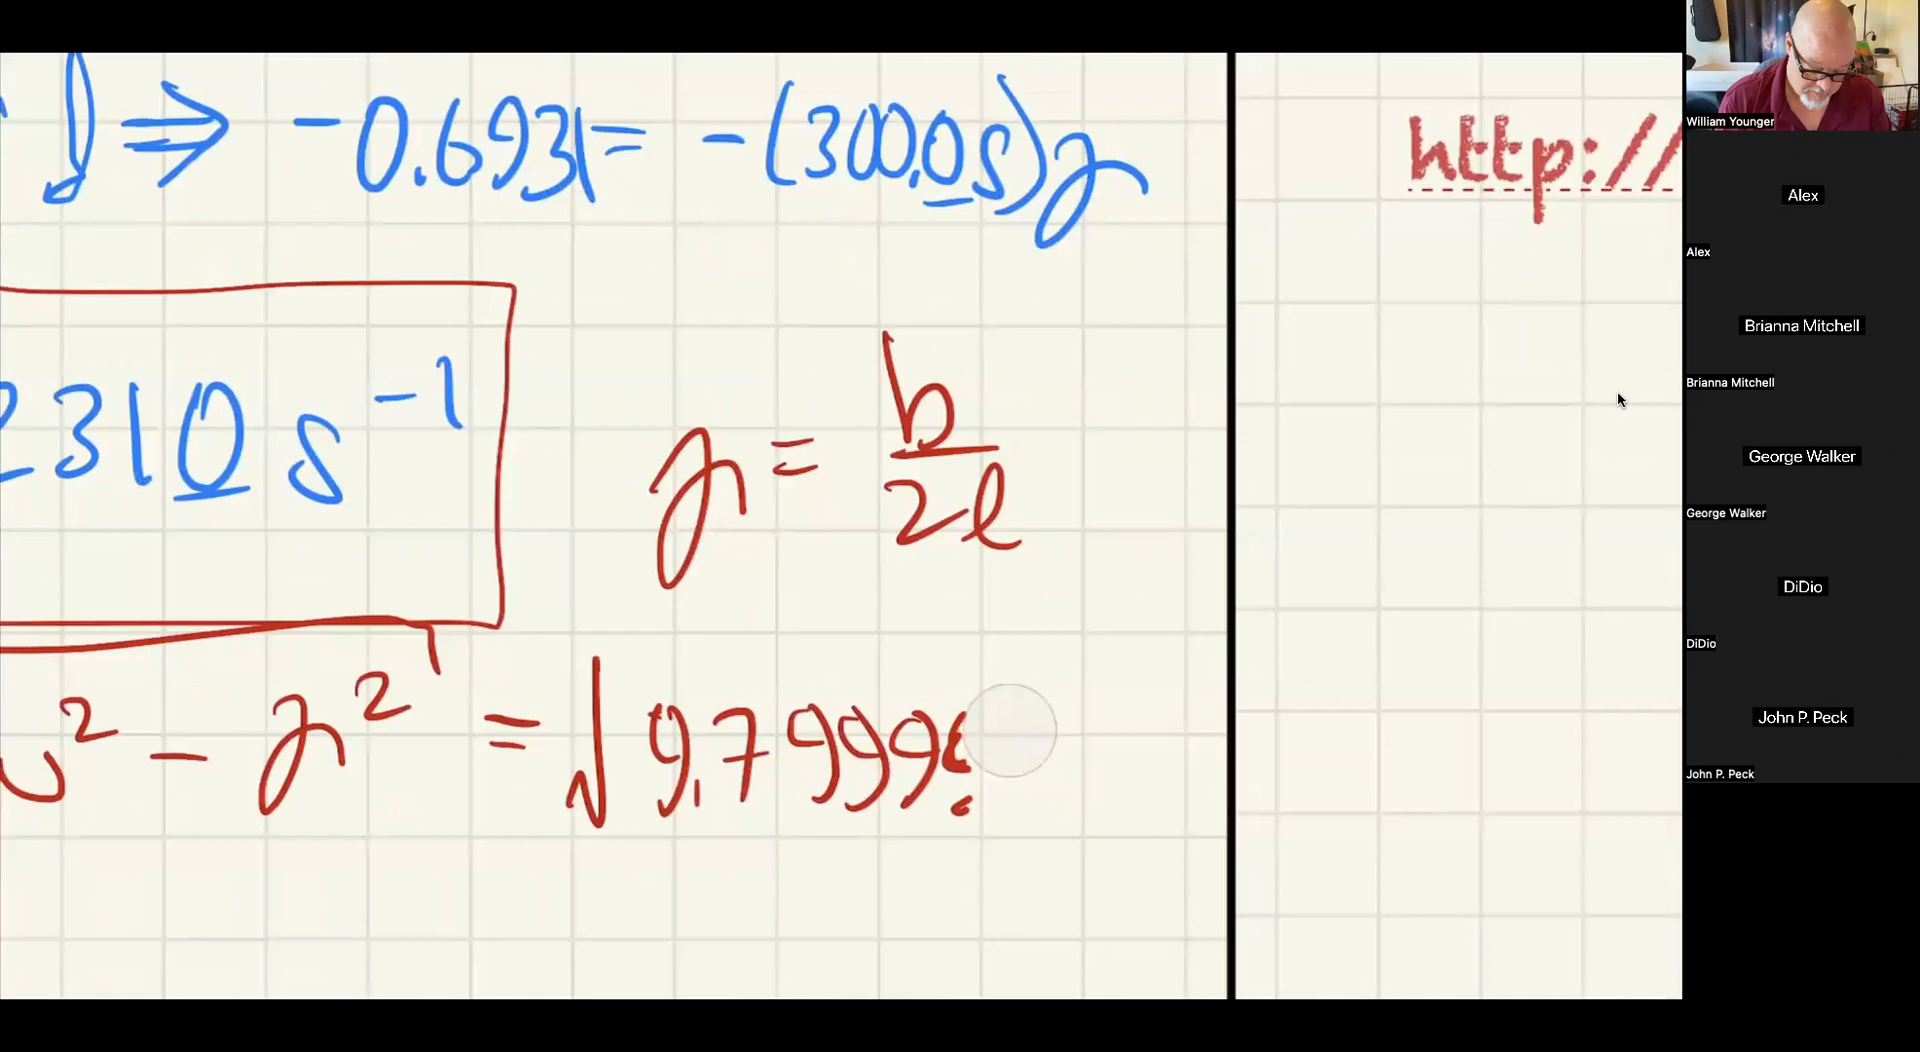 ⇒ -0.6931 = -(300.0s)γ
http://
2310 s⁻¹
γ = b/2l
ω² - γ² = √9.7999
William Younger
Alex
Alex
Brianna Mitchell
Brianna Mitchell
George Walker
George Walker
DiDio
DiDio
John P. Peck
John P. Peck